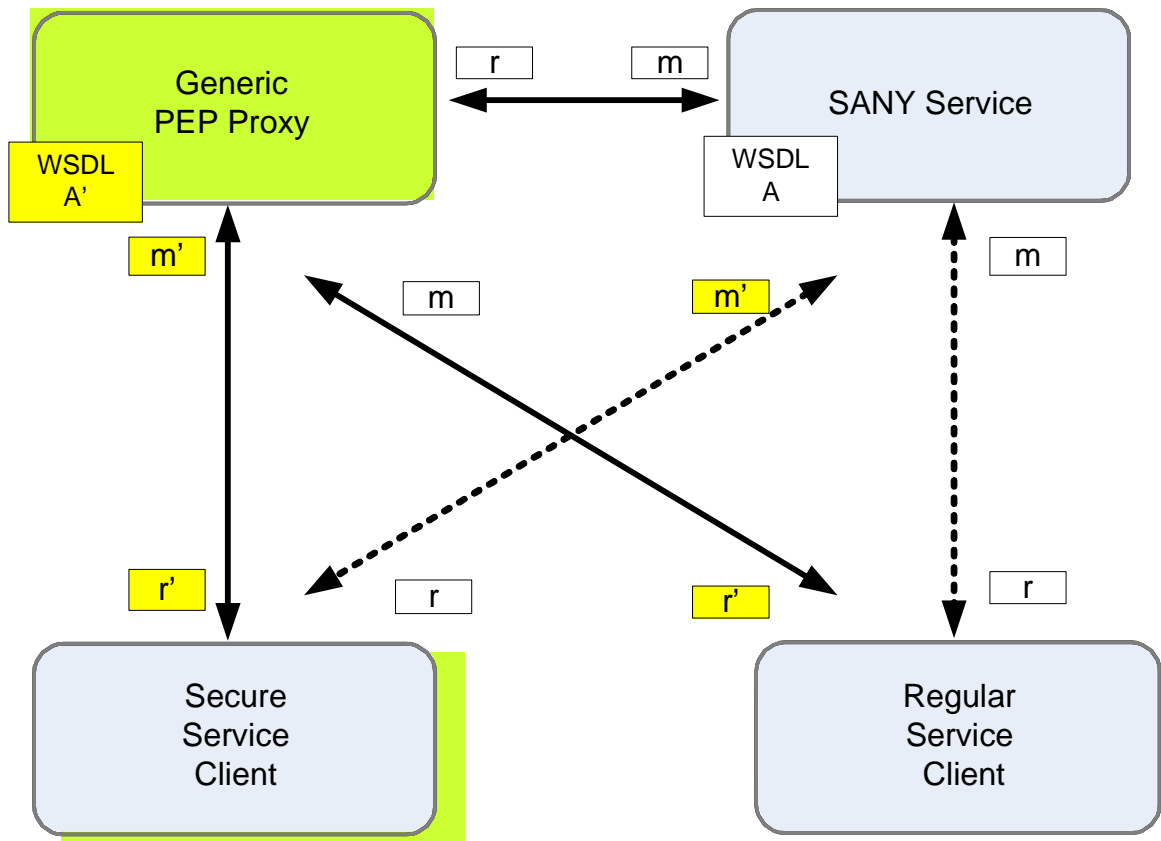 Generic
PEP Proxy
r
m
SANY Service
WSDL
A’
WSDL
A
m’
m
m’
m
r’
r
r’
r
Secure
Service
Client
Regular
Service
Client